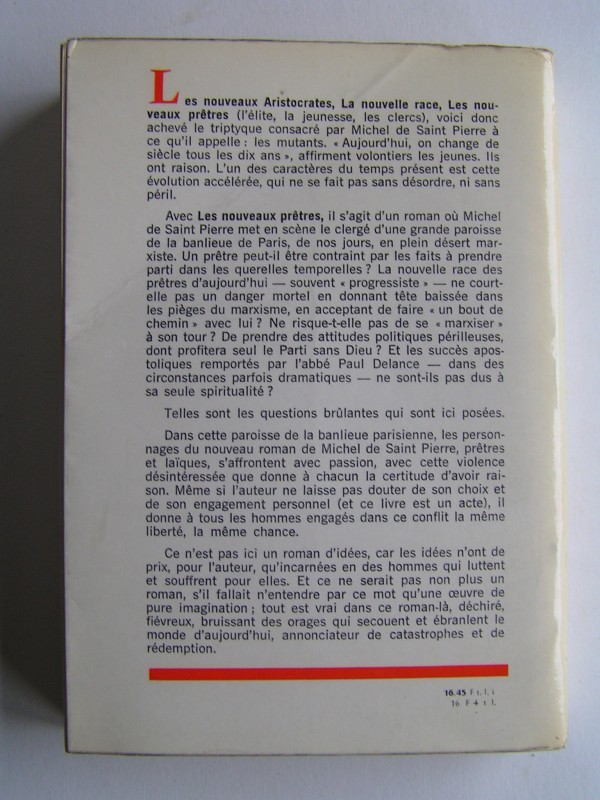 Les nouveaux Aristocrates, La nouvelle race, Les nou-
veaux prêtres (l'élite, la jeunesse, les clercs), voici donc
achevé le triptyque consacré par Michel de Saint Pierre à
ce qu'il appelle : les mutants. « Aujourd'hui, on change de
siècle tous les dix ans », affirment volontiers les jeunes. Ils
ont raison. L'un des caractères du temps présent est cette
évolution accélérée, qui ne se fait pas sans désordre, ni sans
péril.
Avec Les nouveaux prêtres, il s'agit d'un roman où Michel
de Saint Pierre met en scène le clergé d'une grande paroisse
de la banlieue de Paris, de nos jours, en plein désert mar-
xiste. Un prêtre peut-il être contraint par les faits à prendre
parti dans les querelles temporelles ? La nouvelle race des
prêtres d'aujourd'hui — souvent « progressiste » — ne court-
elle pas un danger mortel en donnant tête baissée dans
les pièges du marxisme, en acceptant de faire « un bout de
chemin » avec lui ? Ne risque-t-elle pas de se « marxiser »
à son tour ? De prendre des attitudes politiques périlleuses,
dont profitera seul le Parti sans Dieu ? Et les succès apos-
toliques remportés par l'abbé Paul Delance — dans des
circonstances parfois dramatiques — ne sont-ils pas dus à
sa seule spiritualité ?
Telles sont les questions brûlantes qui sont ici posées.
Dans cette paroisse de la banlieue parisienne, les person-
nages du nouveau roman de Michel de Saint Pierre, prêtres
et laïques, s'affrontent avec passion, avec cette violence
désintéressée que donne à chacun la certitude d'avoir rai-
son. Même si l'auteur ne laisse pas douter de son choix et
de son engagement personnel (et ce livre est un acte), il
donne à tous les hommes engagés dans ce conflit la même
liberté, la même chance.
Ce n'est pas ici un roman d'idées, car les idées n'ont de
prix, pour l'auteur, qu'incarnées en des hommes qui luttent
et souffrent pour elles. Et ce ne serait pas non plus un
roman, s'il fallait n'entendre par ce mot qu'une œuvre de
pure imagination ; tout est vrai dans ce roman-là, déchiré,
fiévreux, bruissant des orages qui secouent et ébranlent le
monde d'aujourd'hui, annonciateur de catastrophes et de
rédemption.
16.45 F t. l. i
16 F + t l.